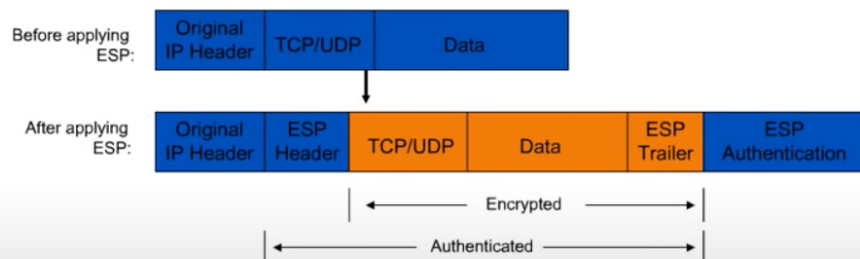 Before applying
ESP:
Original
IP Header
TCP/UDP
Data
After applying
ESP:
Original
IP Header
ESP
Header
TCP/UDP
Data
ESP
Trailer
ESP
Authentication
Encrypted
Authenticated